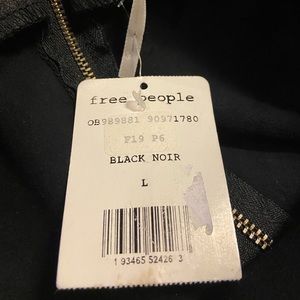 free people
OB989881 90971780
F19 P6
BLACK NOIR
L
1 93465 52426 3